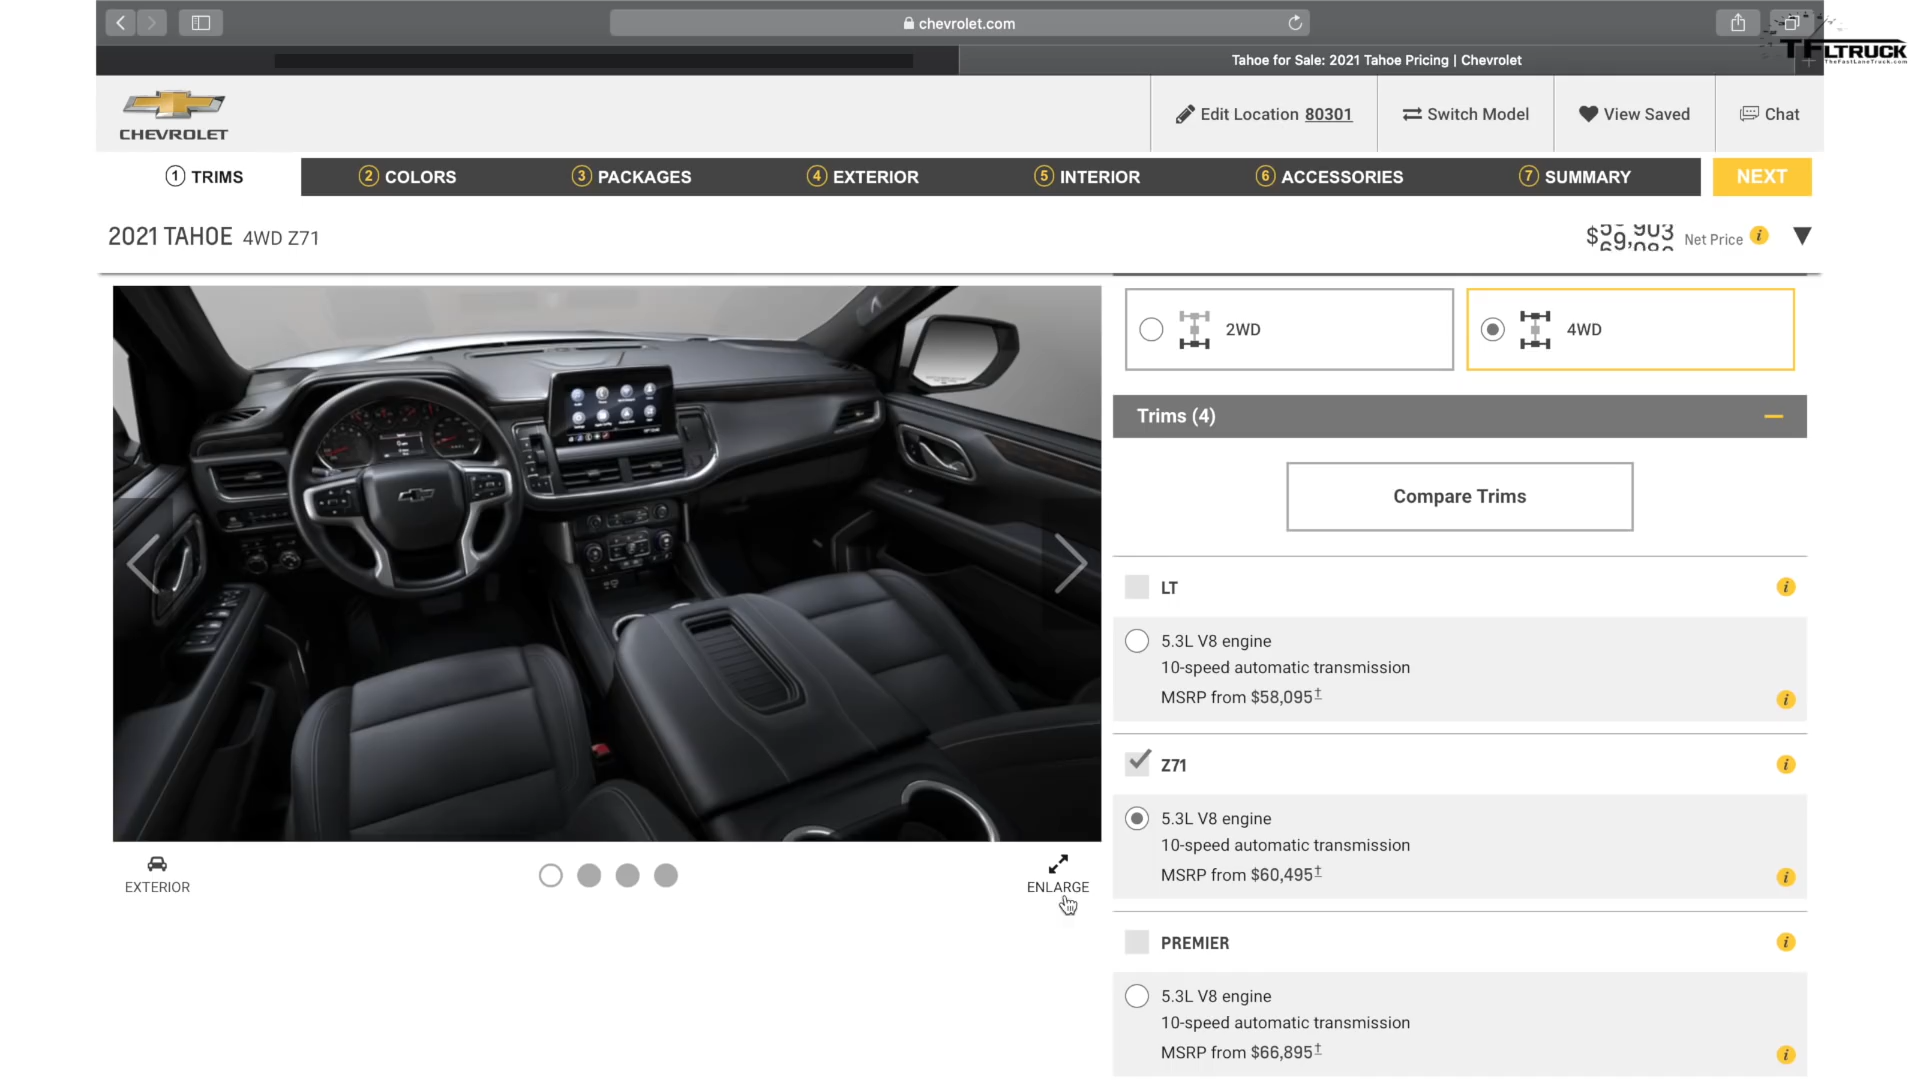 chevrolet.com
TFLTRUCK
TheFastLaneTruck.com
Tahoe for Sale: 2021 Tahoe Pricing | Chevrolet
CHEVROLET
Edit Location 80301
Switch Model
View Saved
Chat
1 TRIMS
2 COLORS
3 PACKAGES
4 EXTERIOR
5 INTERIOR
6 ACCESSORIES
7 SUMMARY
NEXT
2021 TAHOE 4WD Z71
Net Price
2WD
4WD
Trims (4)
Compare Trims
LT
5.3L V8 engine
10-speed automatic transmission
MSRP from $58,095†
Z71
5.3L V8 engine
10-speed automatic transmission
MSRP from $60,495†
EXTERIOR
ENLARGE
PREMIER
5.3L V8 engine
10-speed automatic transmission
MSRP from $66,895†